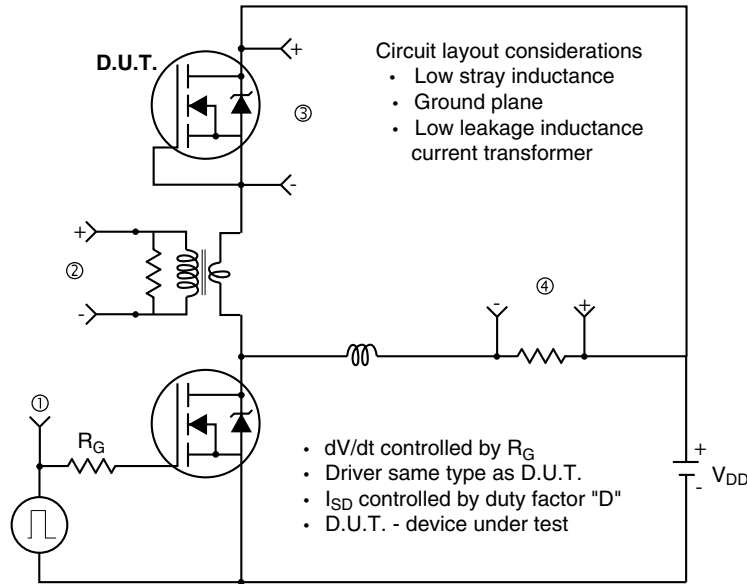 D.U.T.
+
-
③
Circuit layout considerations
• Low stray inductance
• Ground plane
• Low leakage inductance
current transformer
+
②
-
④
- +
①
R_G
• dV/dt controlled by R_G
• Driver same type as D.U.T.
• I_SD controlled by duty factor "D"
• D.U.T. - device under test
+
-
V_DD